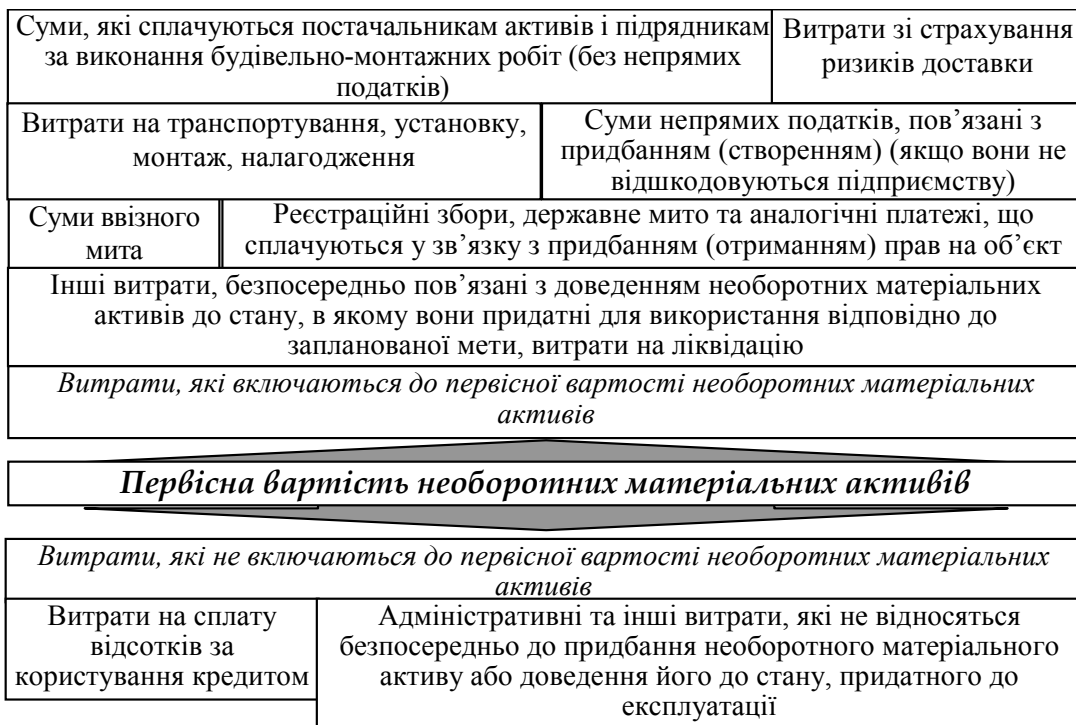 Суми, які сплачуються постачальникам активів і підрядникам
за виконання будівельно-монтажних робіт (без непрямих
податків)
Витрати зі страхування
ризиків доставки
Витрати на транспортування, установку,
монтаж, налагодження
Суми непрямих податків, пов’язані з
придбанням (створенням) (якщо вони не
відшкодовуються підприємству)
Суми ввізного
мита
Реєстраційні збори, державне мито та аналогічні платежі, що
сплачуються у зв’язку з придбанням (отриманням) прав на об’єкт
Інші витрати, безпосередньо пов’язані з доведенням необоротних матеріальних
активів до стану, в якому вони придатні для використання відповідно до
запланованої мети, витрати на ліквідацію
Витрати, які включаються до первісної вартості необоротних матеріальних
активів
Первісна вартість необоротних матеріальних активів
Витрати, які не включаються до первісної вартості необоротних матеріальних
активів
Витрати на сплату
відсотків за
користування кредитом
Адміністративні та інші витрати, які не відносяться
безпосередньо до придбання необоротного матеріального
активу або доведення його до стану, придатного до
експлуатації